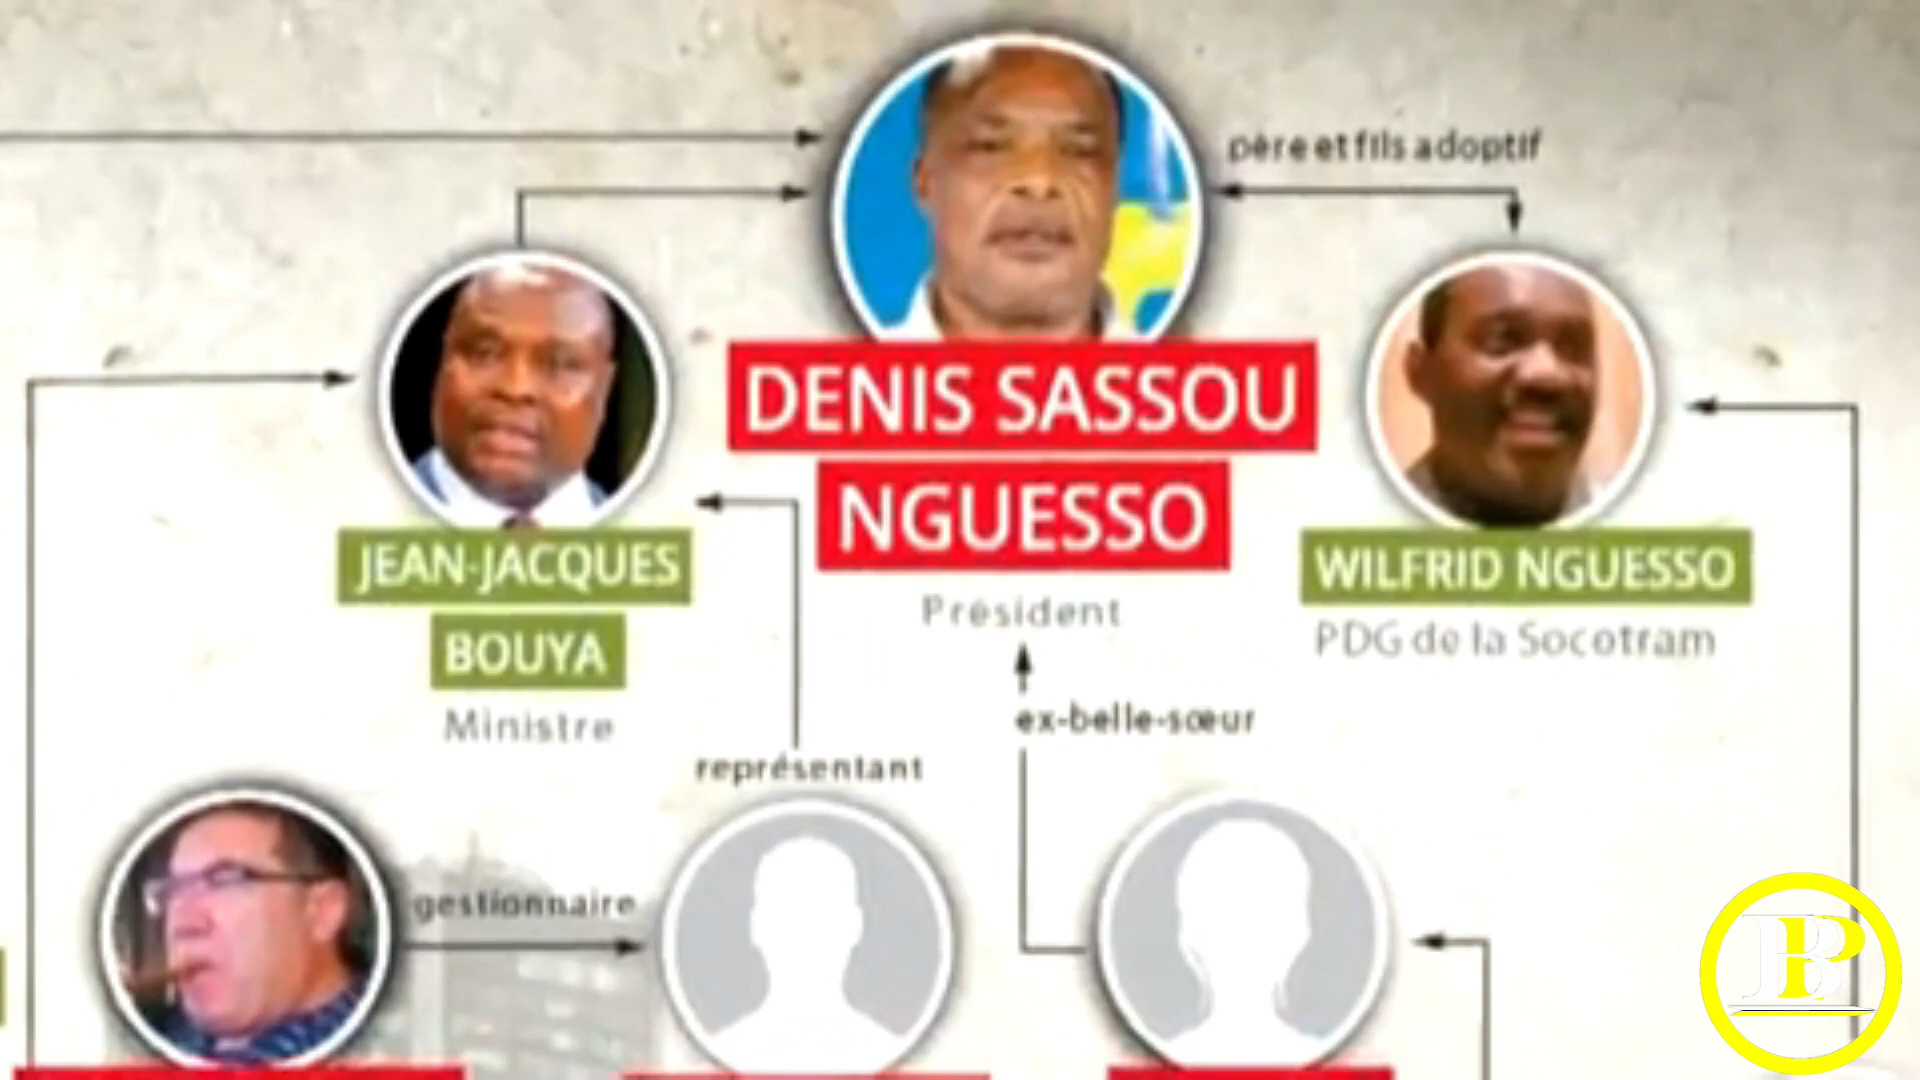 père et fils adoptif
DENIS SASSOU
NGUESSO
Président
JEAN-JACQUES
BOUYA
Ministre
WILFRID NGUESSO
PDG de la Socotram
ex-belle-sœur
représentant
gestionnaire